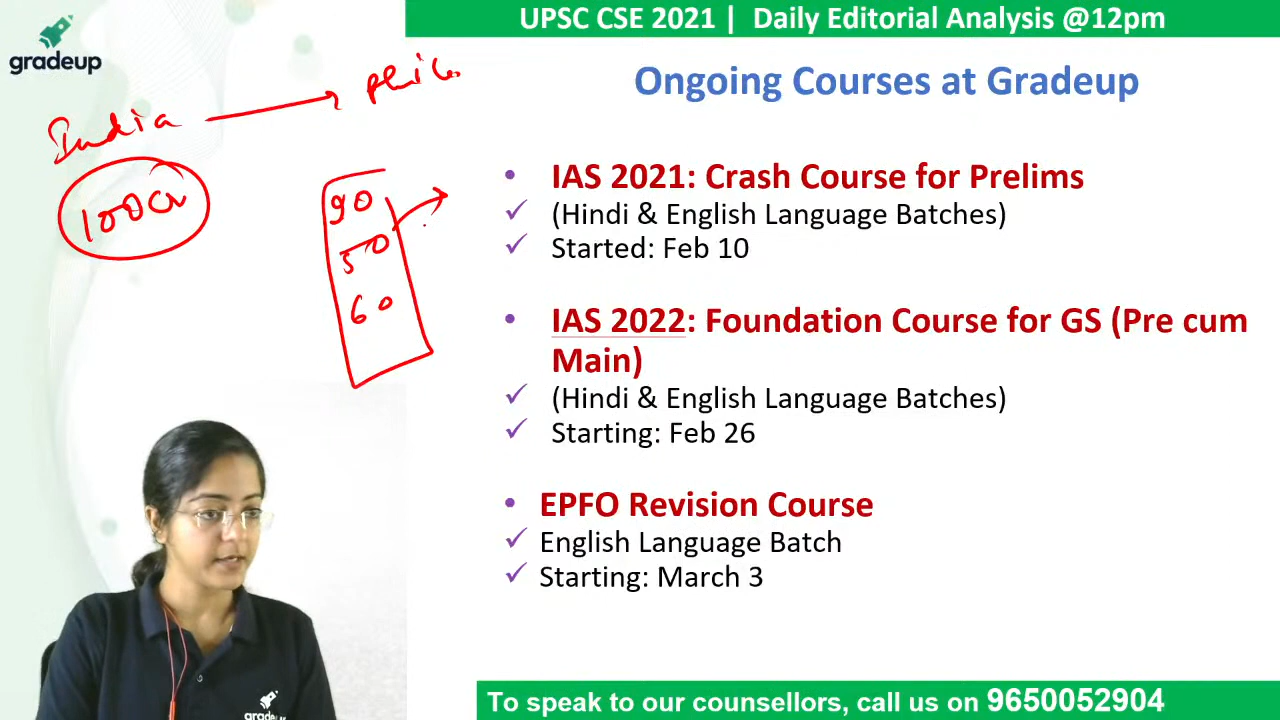 UPSC CSE 2021 | Daily Editorial Analysis @12pm
gradeup
Ongoing Courses at Gradeup
India
100Cr
90
50
60
• IAS 2021: Crash Course for Prelims
✓ (Hindi & English Language Batches)
✓ Started: Feb 10
• IAS 2022: Foundation Course for GS (Pre cum
Main)
✓ (Hindi & English Language Batches)
✓ Starting: Feb 26
• EPFO Revision Course
✓ English Language Batch
✓ Starting: March 3
gradeup
To speak to our counsellors, call us on 9650052904